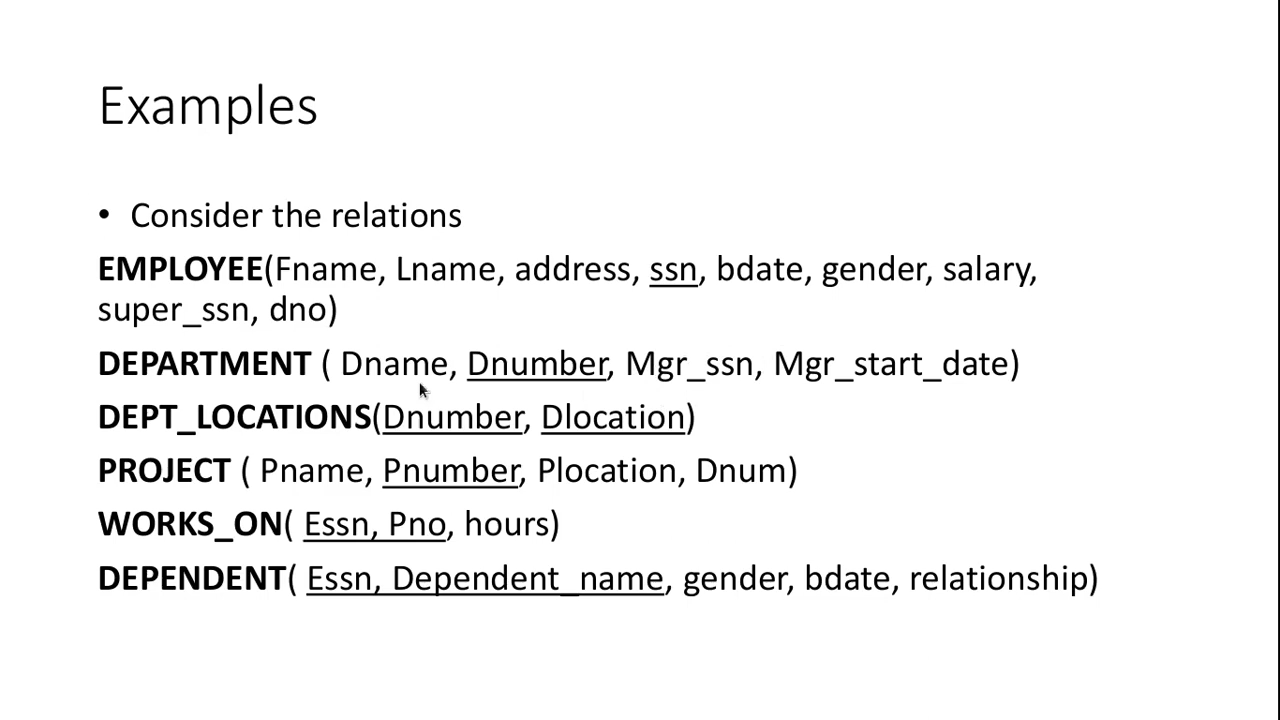 Examples
• Consider the relations
EMPLOYEE(Fname, Lname, address, ssn, bdate, gender, salary,
super_ssn, dno)
DEPARTMENT ( Dname, Dnumber, Mgr_ssn, Mgr_start_date)
DEPT_LOCATIONS(Dnumber, Dlocation)
PROJECT ( Pname, Pnumber, Plocation, Dnum)
WORKS_ON( Essn, Pno, hours)
DEPENDENT( Essn, Dependent_name, gender, bdate, relationship)